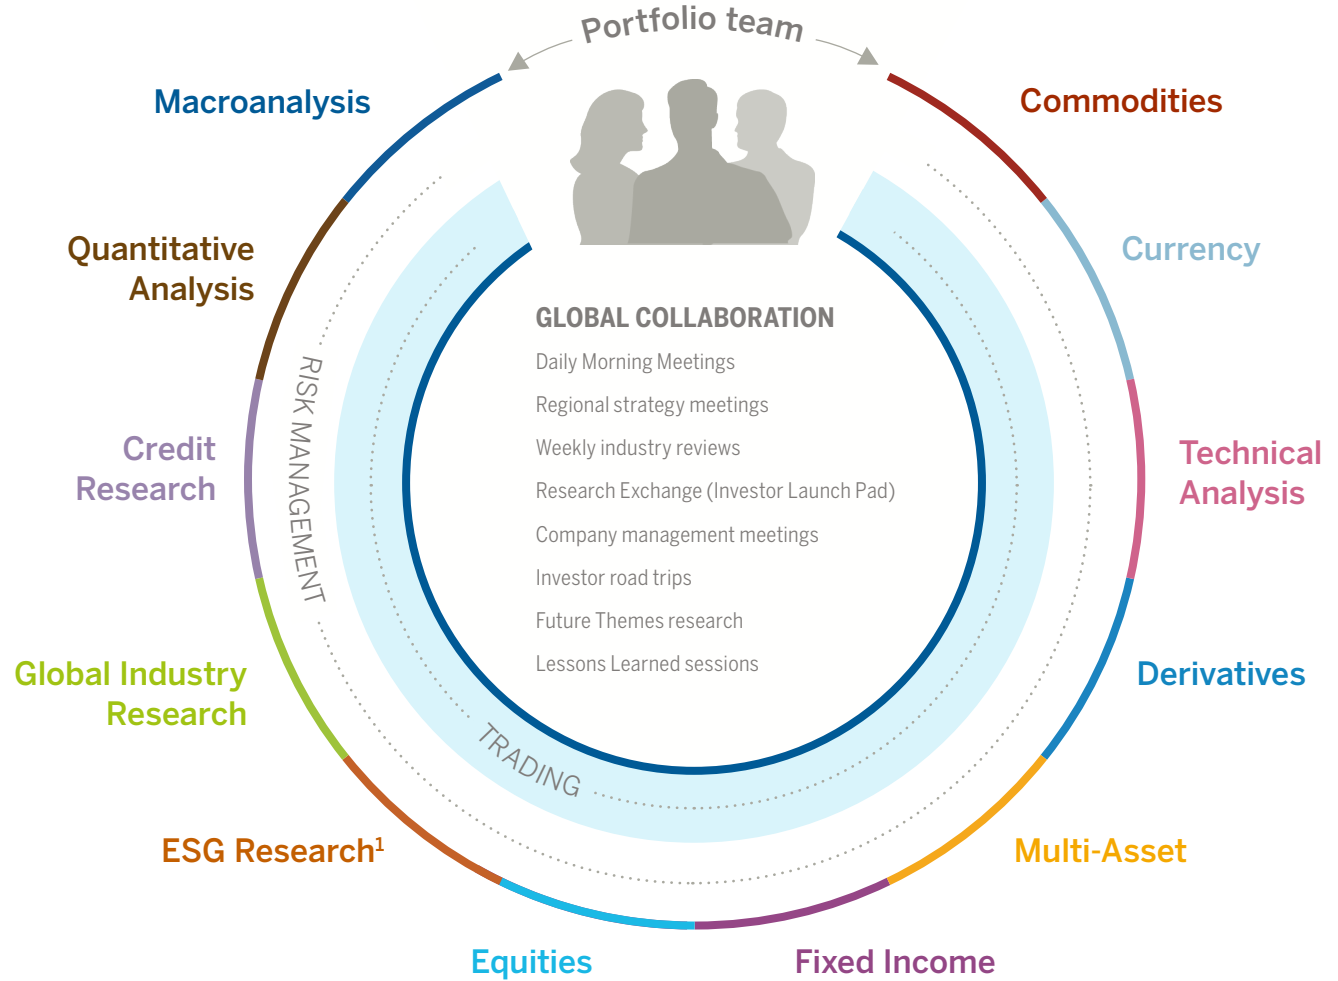 Portfolio team
Macroanalysis
Commodities
Quantitative
Analysis
Currency
GLOBAL COLLABORATION
Daily Morning Meetings
Regional strategy meetings
Weekly industry reviews
Research Exchange (Investor Launch Pad)
Company management meetings
Investor road trips
Future Themes research
Lessons Learned sessions
RISK MANAGEMENT
Credit
Research
Technical
Analysis
Global Industry
Research
Derivatives
TRADING
ESG Research¹
Multi-Asset
Equities
Fixed Income